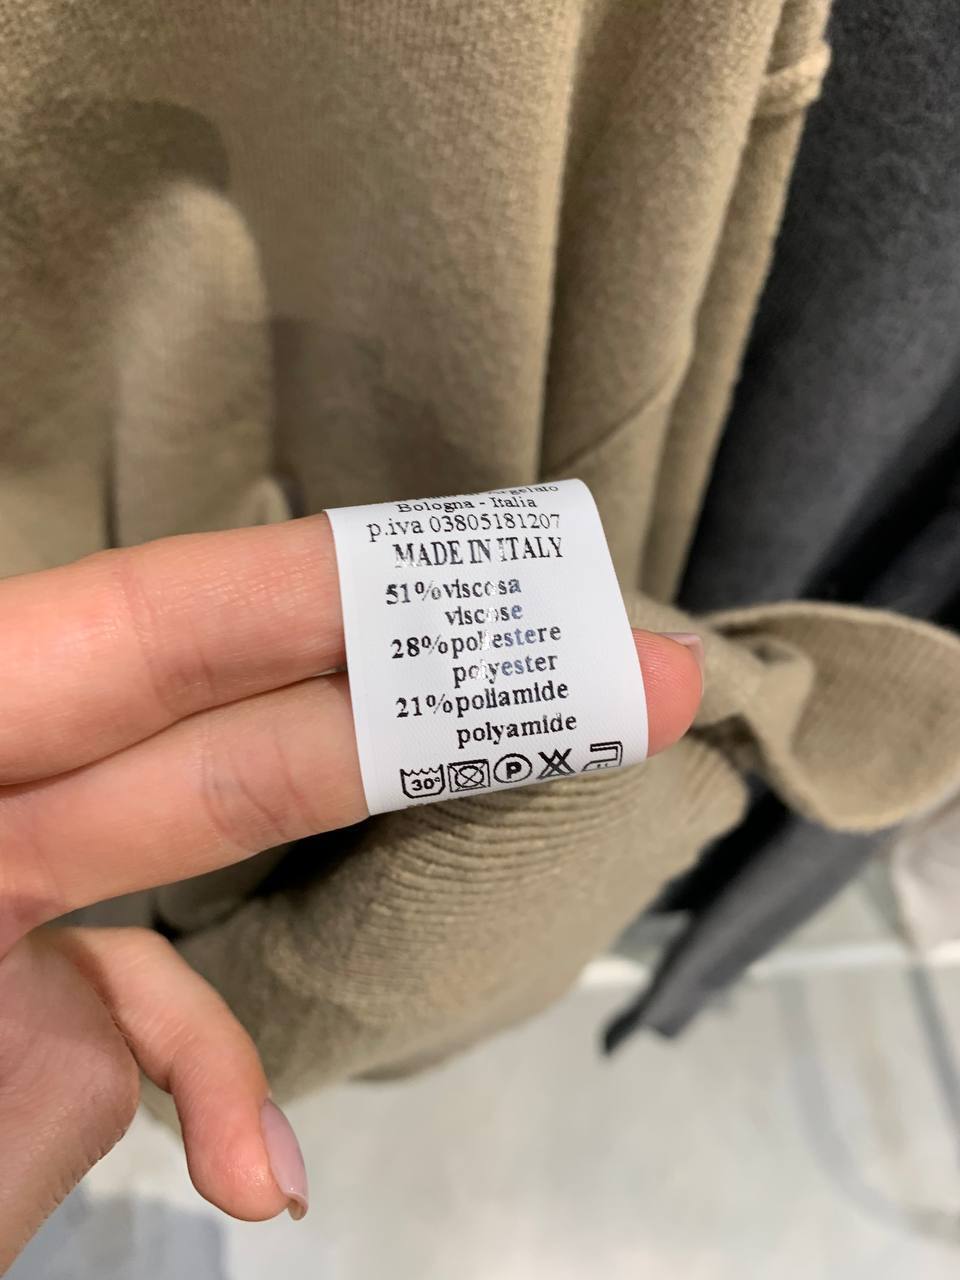 Bologna - Italia
p.iva 03805181207
MADE IN ITALY
51%viscosa
viscose
28%poliestere
polyester
21%poliamide
polyamide
30°
P